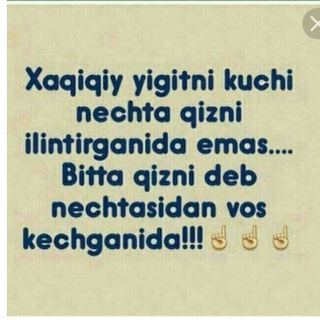 Xaqiqiy yigitni kuchi
nechta qizni
ilintirganida emas....
Bitta qizni deb
nechtasidan vos
kechganida!!!☝☝☝